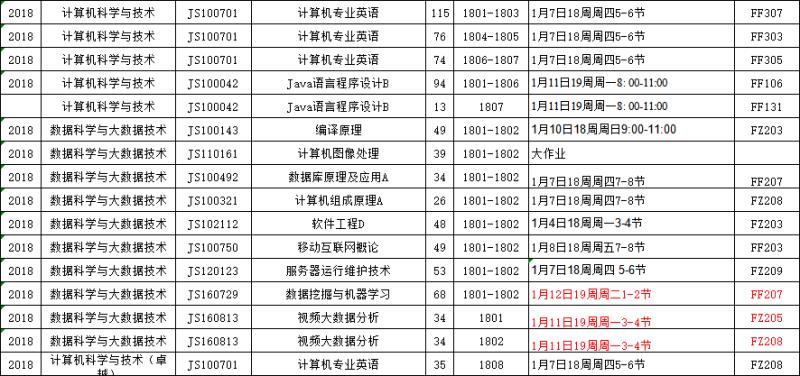 2018 计算机科学与技术 JS100701 计算机专业英语 115 1801-1803 1月7日18周周四5-6节 FF307
2018 计算机科学与技术 JS100701 计算机专业英语 76 1804-1805 1月7日18周周四5-6节 FF303
2018 计算机科学与技术 JS100701 计算机专业英语 74 1806-1807 1月7日18周周四5-6节 FF305
2018 计算机科学与技术 JS100042 Java语言程序设计B 94 1801-1806 1月11日19周周一8:00-11:00 FF106
计算机科学与技术 JS100042 Java语言程序设计B 13 1807 1月11日19周周一8:00-11:00 FF131
2018 数据科学与大数据技术 JS100143 编译原理 49 1801-1802 1月10日18周周日9:00-11:00 FZ203
2018 数据科学与大数据技术 JS110161 计算机图像处理 39 1801-1802 大作业
2018 数据科学与大数据技术 JS100492 数据库原理及应用A 34 1801-1802 1月7日18周周四7-8节 FF207
2018 数据科学与大数据技术 JS100321 计算机组成原理A 26 1801-1802 1月7日18周周四7-8节 FZ208
2018 数据科学与大数据技术 JS102112 软件工程D 48 1801-1802 1月4日18周周一3-4节 FZ203
2018 数据科学与大数据技术 JS100750 移动互联网概论 49 1801-1802 1月8日18周周五7-8节 FF203
2018 数据科学与大数据技术 JS120123 服务器运行维护技术 53 1801-1802 1月7日18周周四 5-6节 FZ209
2018 数据科学与大数据技术 JS160729 数据挖掘与机器学习 68 1801-1802 1月12日19周周二1-2节 FF207
2018 数据科学与大数据技术 JS160813 视频大数据分析 34 1801 1月11日19周周一3-4节 FZ205
2018 数据科学与大数据技术 JS160813 视频大数据分析 34 1802 1月11日19周周一3-4节 FZ208
2018 计算机科学与技术（卓越） JS100701 计算机专业英语 35 1808 1月7日18周周四5-6节 FZ208